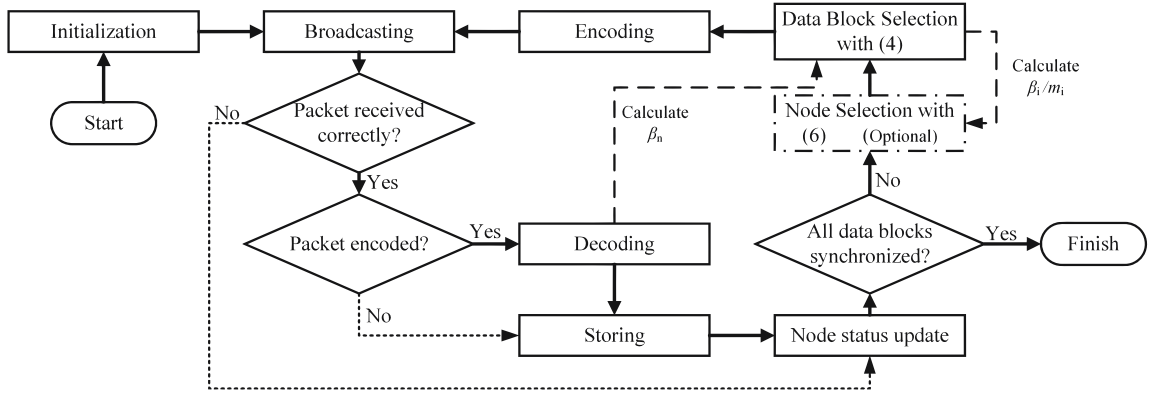 Initialization
Broadcasting
Encoding
Data Block Selection
with (4)
Calculate
βi/mi
Start
No
Packet received
correctly?
Calculate
βn
Node Selection with
(6) (Optional)
Yes
No
Packet encoded?
Yes
Decoding
All data blocks
synchronized?
Yes
Finish
No
Storing
Node status update